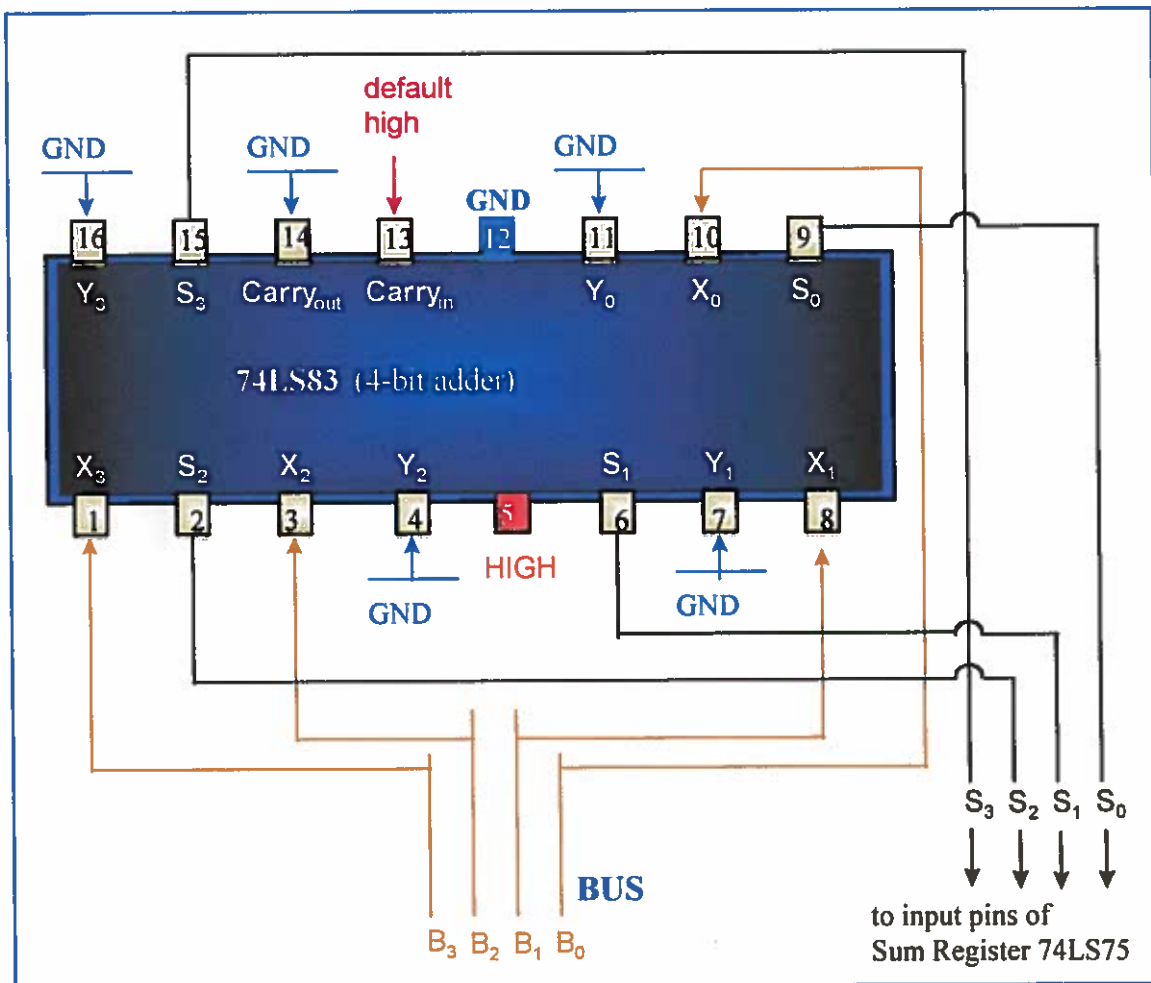 default
high
GND
GND
GND
GND
16
15
14
13
12
11
10
9
Y₃
S₃
Carryₒᵤₜ
Carryᵢₙ
Y₀
X₀
S₀
74LS83 (4-bit adder)
X₃
S₂
X₂
Y₂
S₁
Y₁
X₁
1
2
3
4
5
6
7
8
HIGH
GND
GND
S₃ S₂ S₁ S₀
BUS
B₃ B₂ B₁ B₀
to input pins of
Sum Register 74LS75